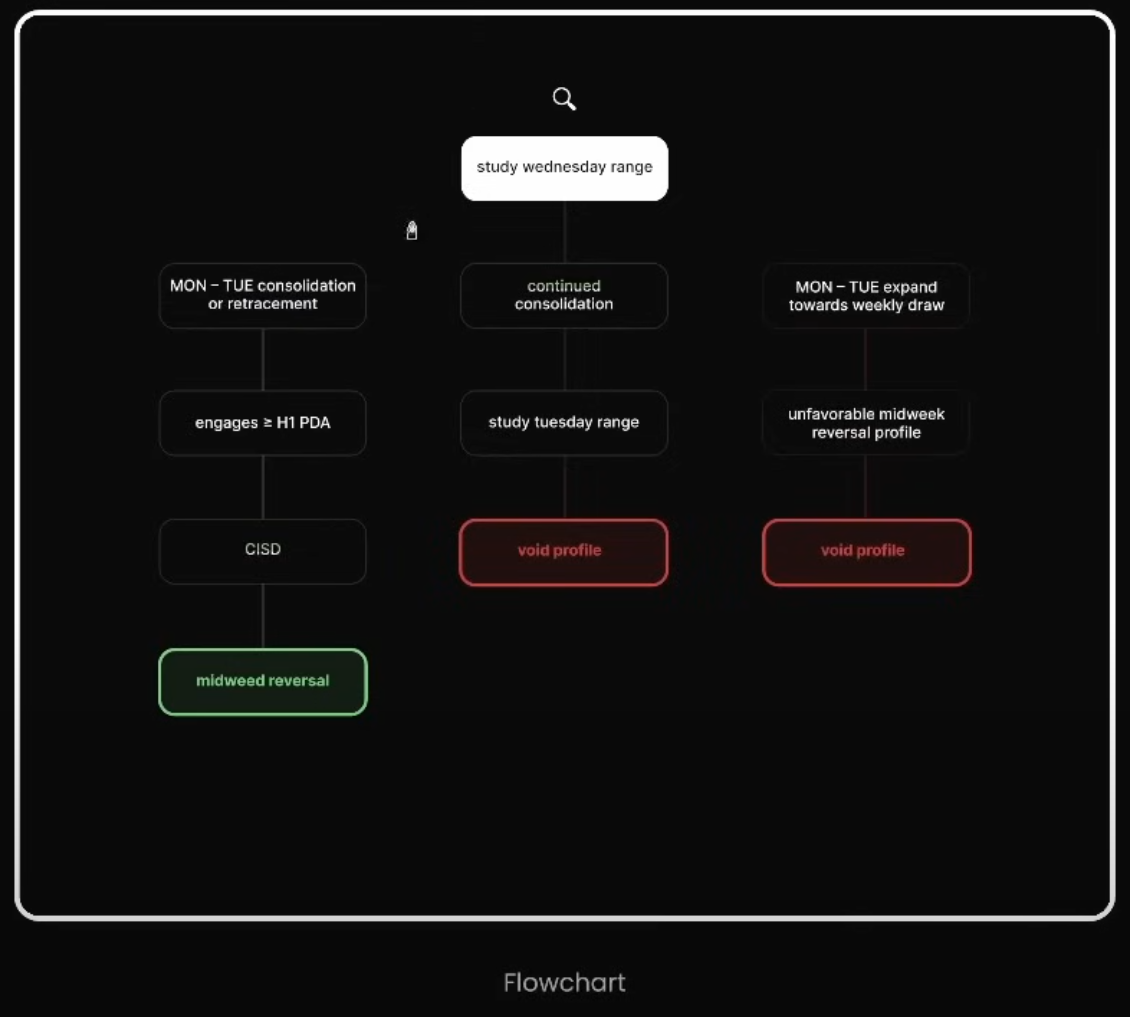 study wednesday range
MON – TUE consolidation
or retracement
engages ≥ H1 PDA
CISD
midweed reversal
continued
consolidation
study tuesday range
void profile
MON – TUE expand
towards weekly draw
unfavorable midweek
reversal profile
void profile
Flowchart